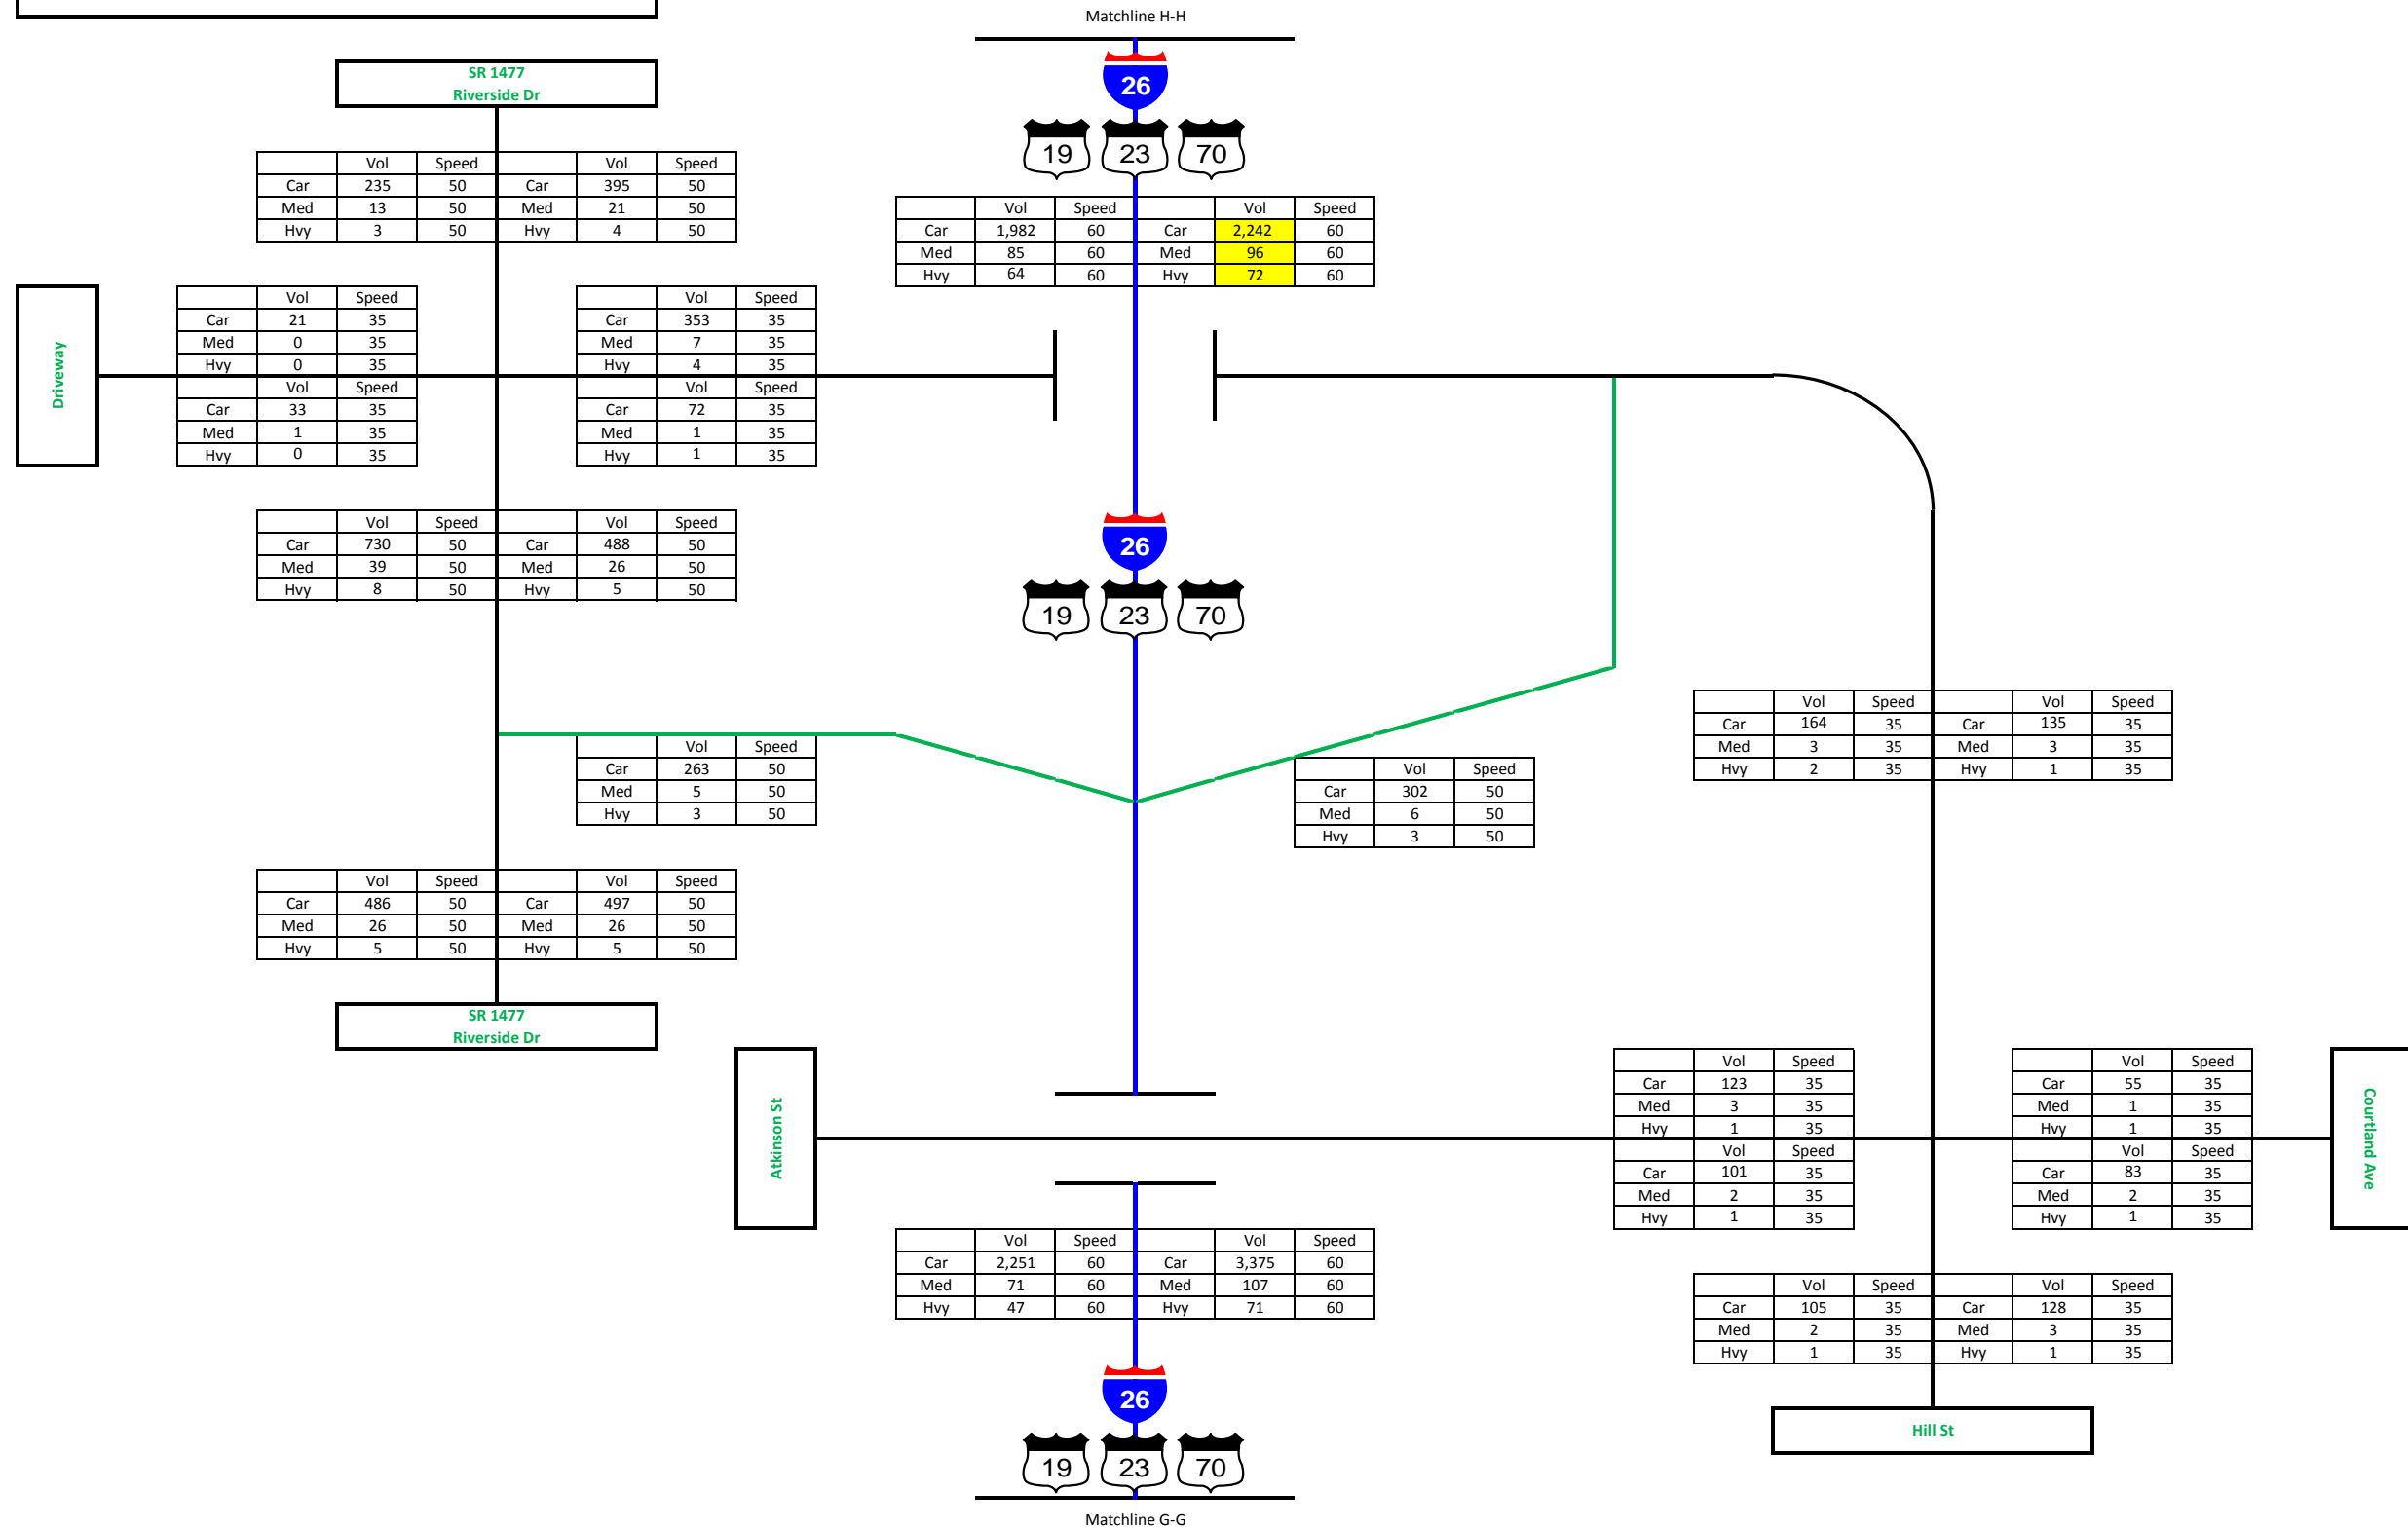 Matchline H-H
26
19 23 70
SR 1477
Riverside Dr
Vol Speed Vol Speed
Car 235 50 Car 395 50
Med 13 50 Med 21 50
Hvy 3 50 Hvy 4 50
Vol Speed Vol Speed
Car 1,982 60 Car 2,242 60
Med 85 60 Med 96 60
Hvy 64 60 Hvy 72 60
Driveway
Vol Speed
Car 21 35
Med 0 35
Hvy 0 35
Vol Speed
Car 33 35
Med 1 35
Hvy 0 35
Vol Speed
Car 353 35
Med 7 35
Hvy 4 35
Vol Speed
Car 72 35
Med 1 35
Hvy 1 35
Vol Speed Vol Speed
Car 730 50 Car 488 50
Med 39 50 Med 26 50
Hvy 8 50 Hvy 5 50
26
19 23 70
Vol Speed
Car 263 50
Med 5 50
Hvy 3 50
Vol Speed
Car 302 50
Med 6 50
Hvy 3 50
Vol Speed Vol Speed
Car 164 35 Car 135 35
Med 3 35 Med 3 35
Hvy 2 35 Hvy 1 35
Vol Speed Vol Speed
Car 486 50 Car 497 50
Med 26 50 Med 26 50
Hvy 5 50 Hvy 5 50
SR 1477
Riverside Dr
Atkinson St
Vol Speed
Car 123 35
Med 3 35
Hvy 1 35
Vol Speed
Car 101 35
Med 2 35
Hvy 1 35
Vol Speed
Car 55 35
Med 1 35
Hvy 1 35
Vol Speed
Car 83 35
Med 2 35
Hvy 1 35
Courtland Ave
Vol Speed Vol Speed
Car 2,251 60 Car 3,375 60
Med 71 60 Med 107 60
Hvy 47 60 Hvy 71 60
Vol Speed Vol Speed
Car 105 35 Car 128 35
Med 2 35 Med 3 35
Hvy 1 35 Hvy 1 35
26
19 23 70
Hill St
Matchline G-G